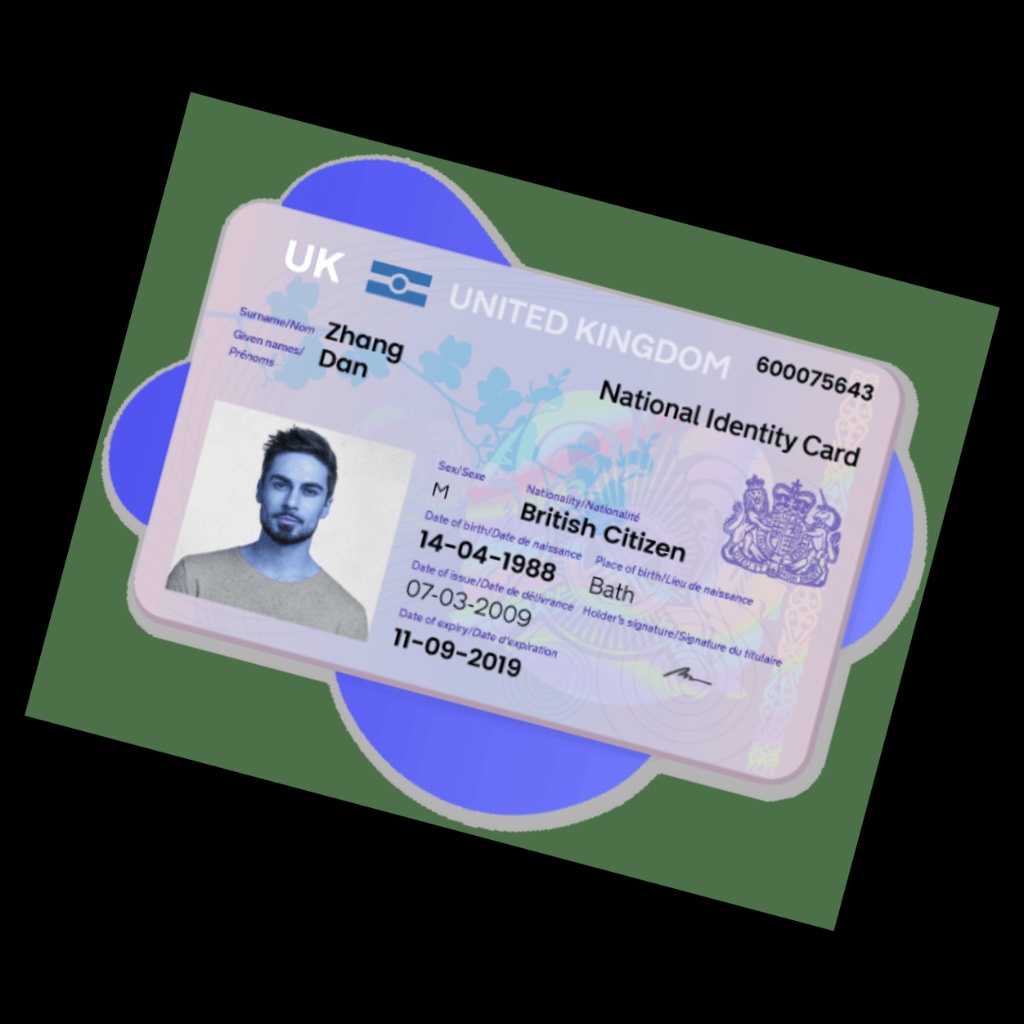 UK UNITED KINGDOM 600075643
National Identity Card
Surname/Nom Zhang
Given names/ Dan
Prénoms
Sex/Sexe
M
Nationality/Nationalité
British Citizen
Date of birth/Date de naissance
14-04-1988
Place of birth/Lieu de naissance
Bath
Date of issue/Date de délivrance
07-03-2009
Holder's signature/Signature du titulaire
Date of expiry/Date d'expiration
11-09-2019